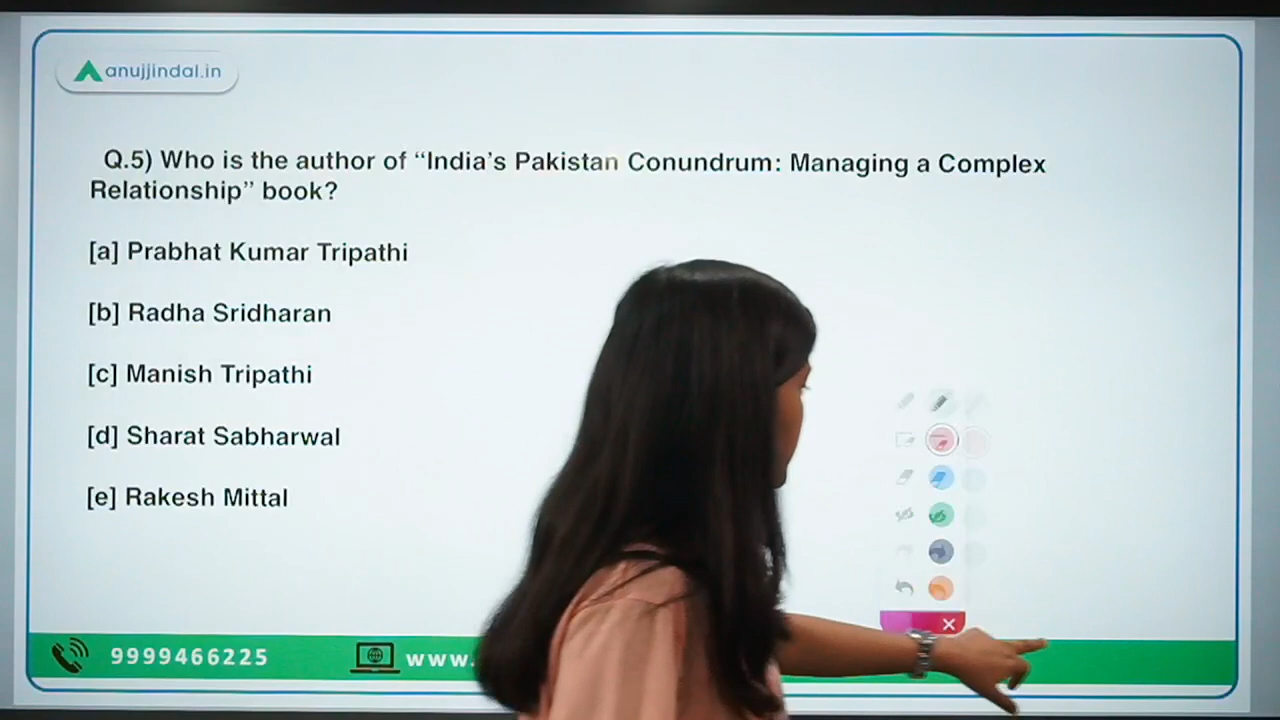 anujjindal.in
Q.5) Who is the author of “India’s Pakistan Conundrum: Managing a Complex
Relationship” book?
[a] Prabhat Kumar Tripathi
[b] Radha Sridharan
[c] Manish Tripathi
[d] Sharat Sabharwal
[e] Rakesh Mittal
9999466225
www.